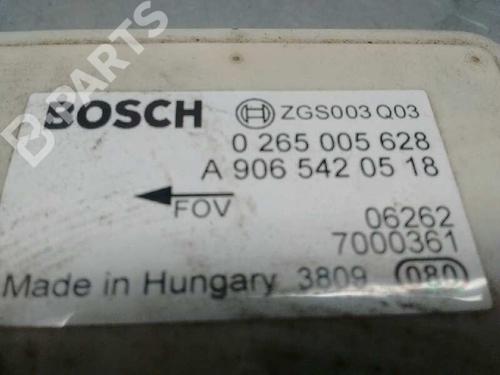 B-PARTS
BOSCH ZGS003 Q03
0 265 005 628
A 906 542 05 18
FOV
06262
7000361
Made in Hungary 3809 080